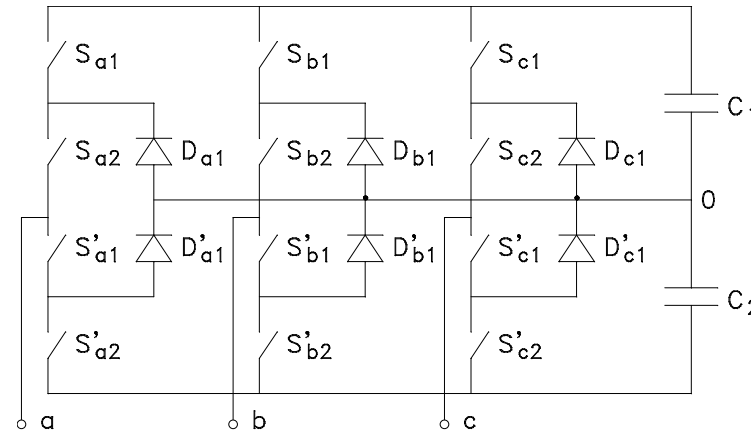 Sa1 Sb1 Sc1
C1
Sa2 Da1 Sb2 Db1 Sc2 Dc1
0
S'a1 D'a1 S'b1 D'b1 S'c1 D'c1
C2
S'a2 S'b2 S'c2
a b c